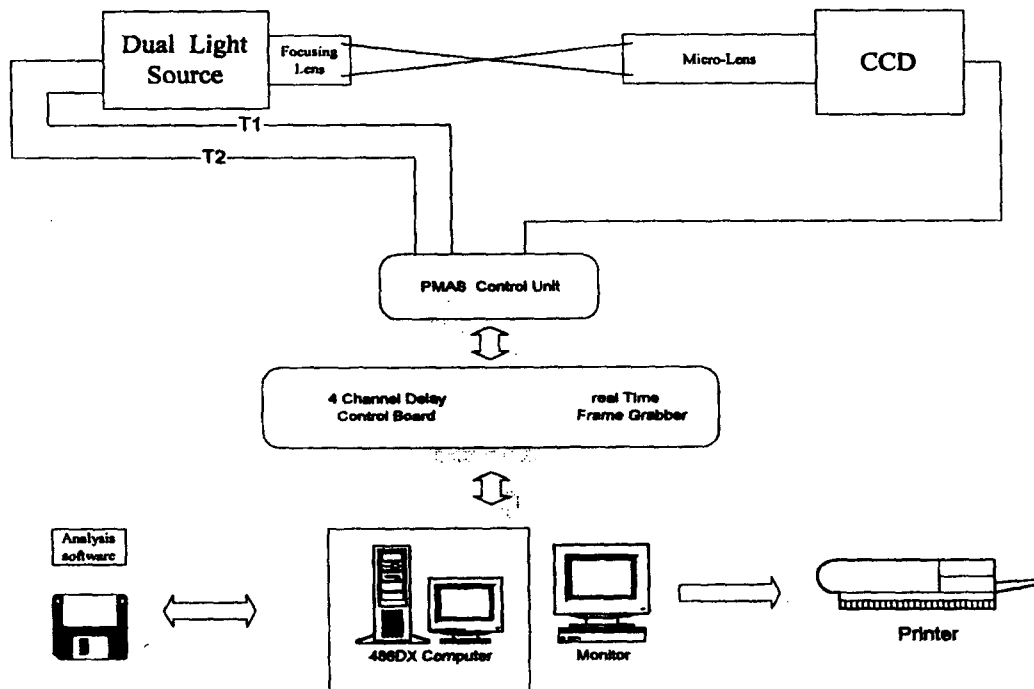 Dual Light
Source
Focusing
Lens
Micro-Lens
CCD
T1
T2
PMAS Control Unit
4 Channel Delay
Control Board
real Time
Frame Grabber
Analysis
software
486DX Computer
Monitor
Printer